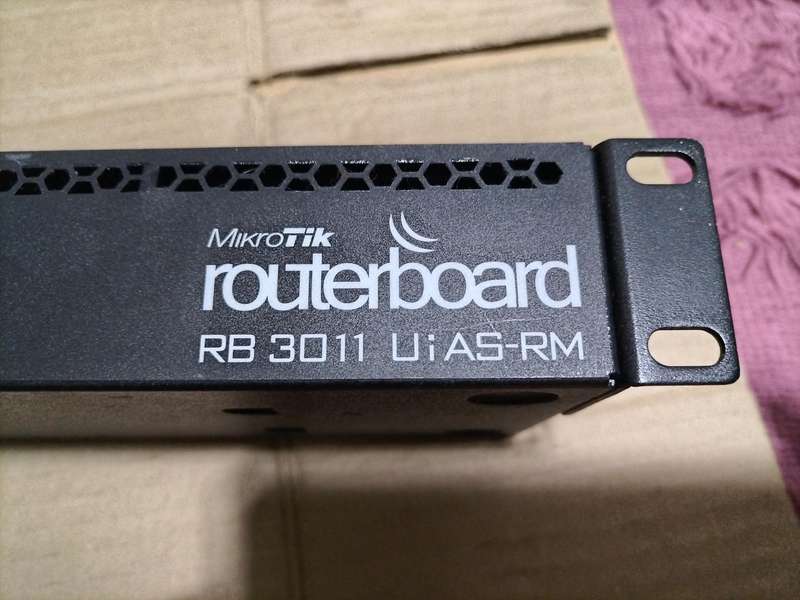 MikroTik
routerboard
RB 3011 UiAS-RM